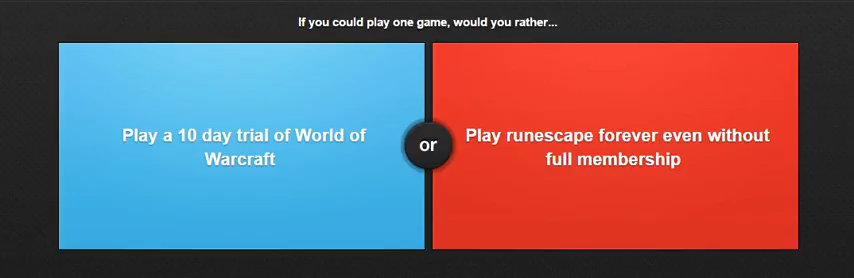 If you could play one game, would you rather...
Play a 10 day trial of World of
Warcraft
or
Play runescape forever even without
full membership